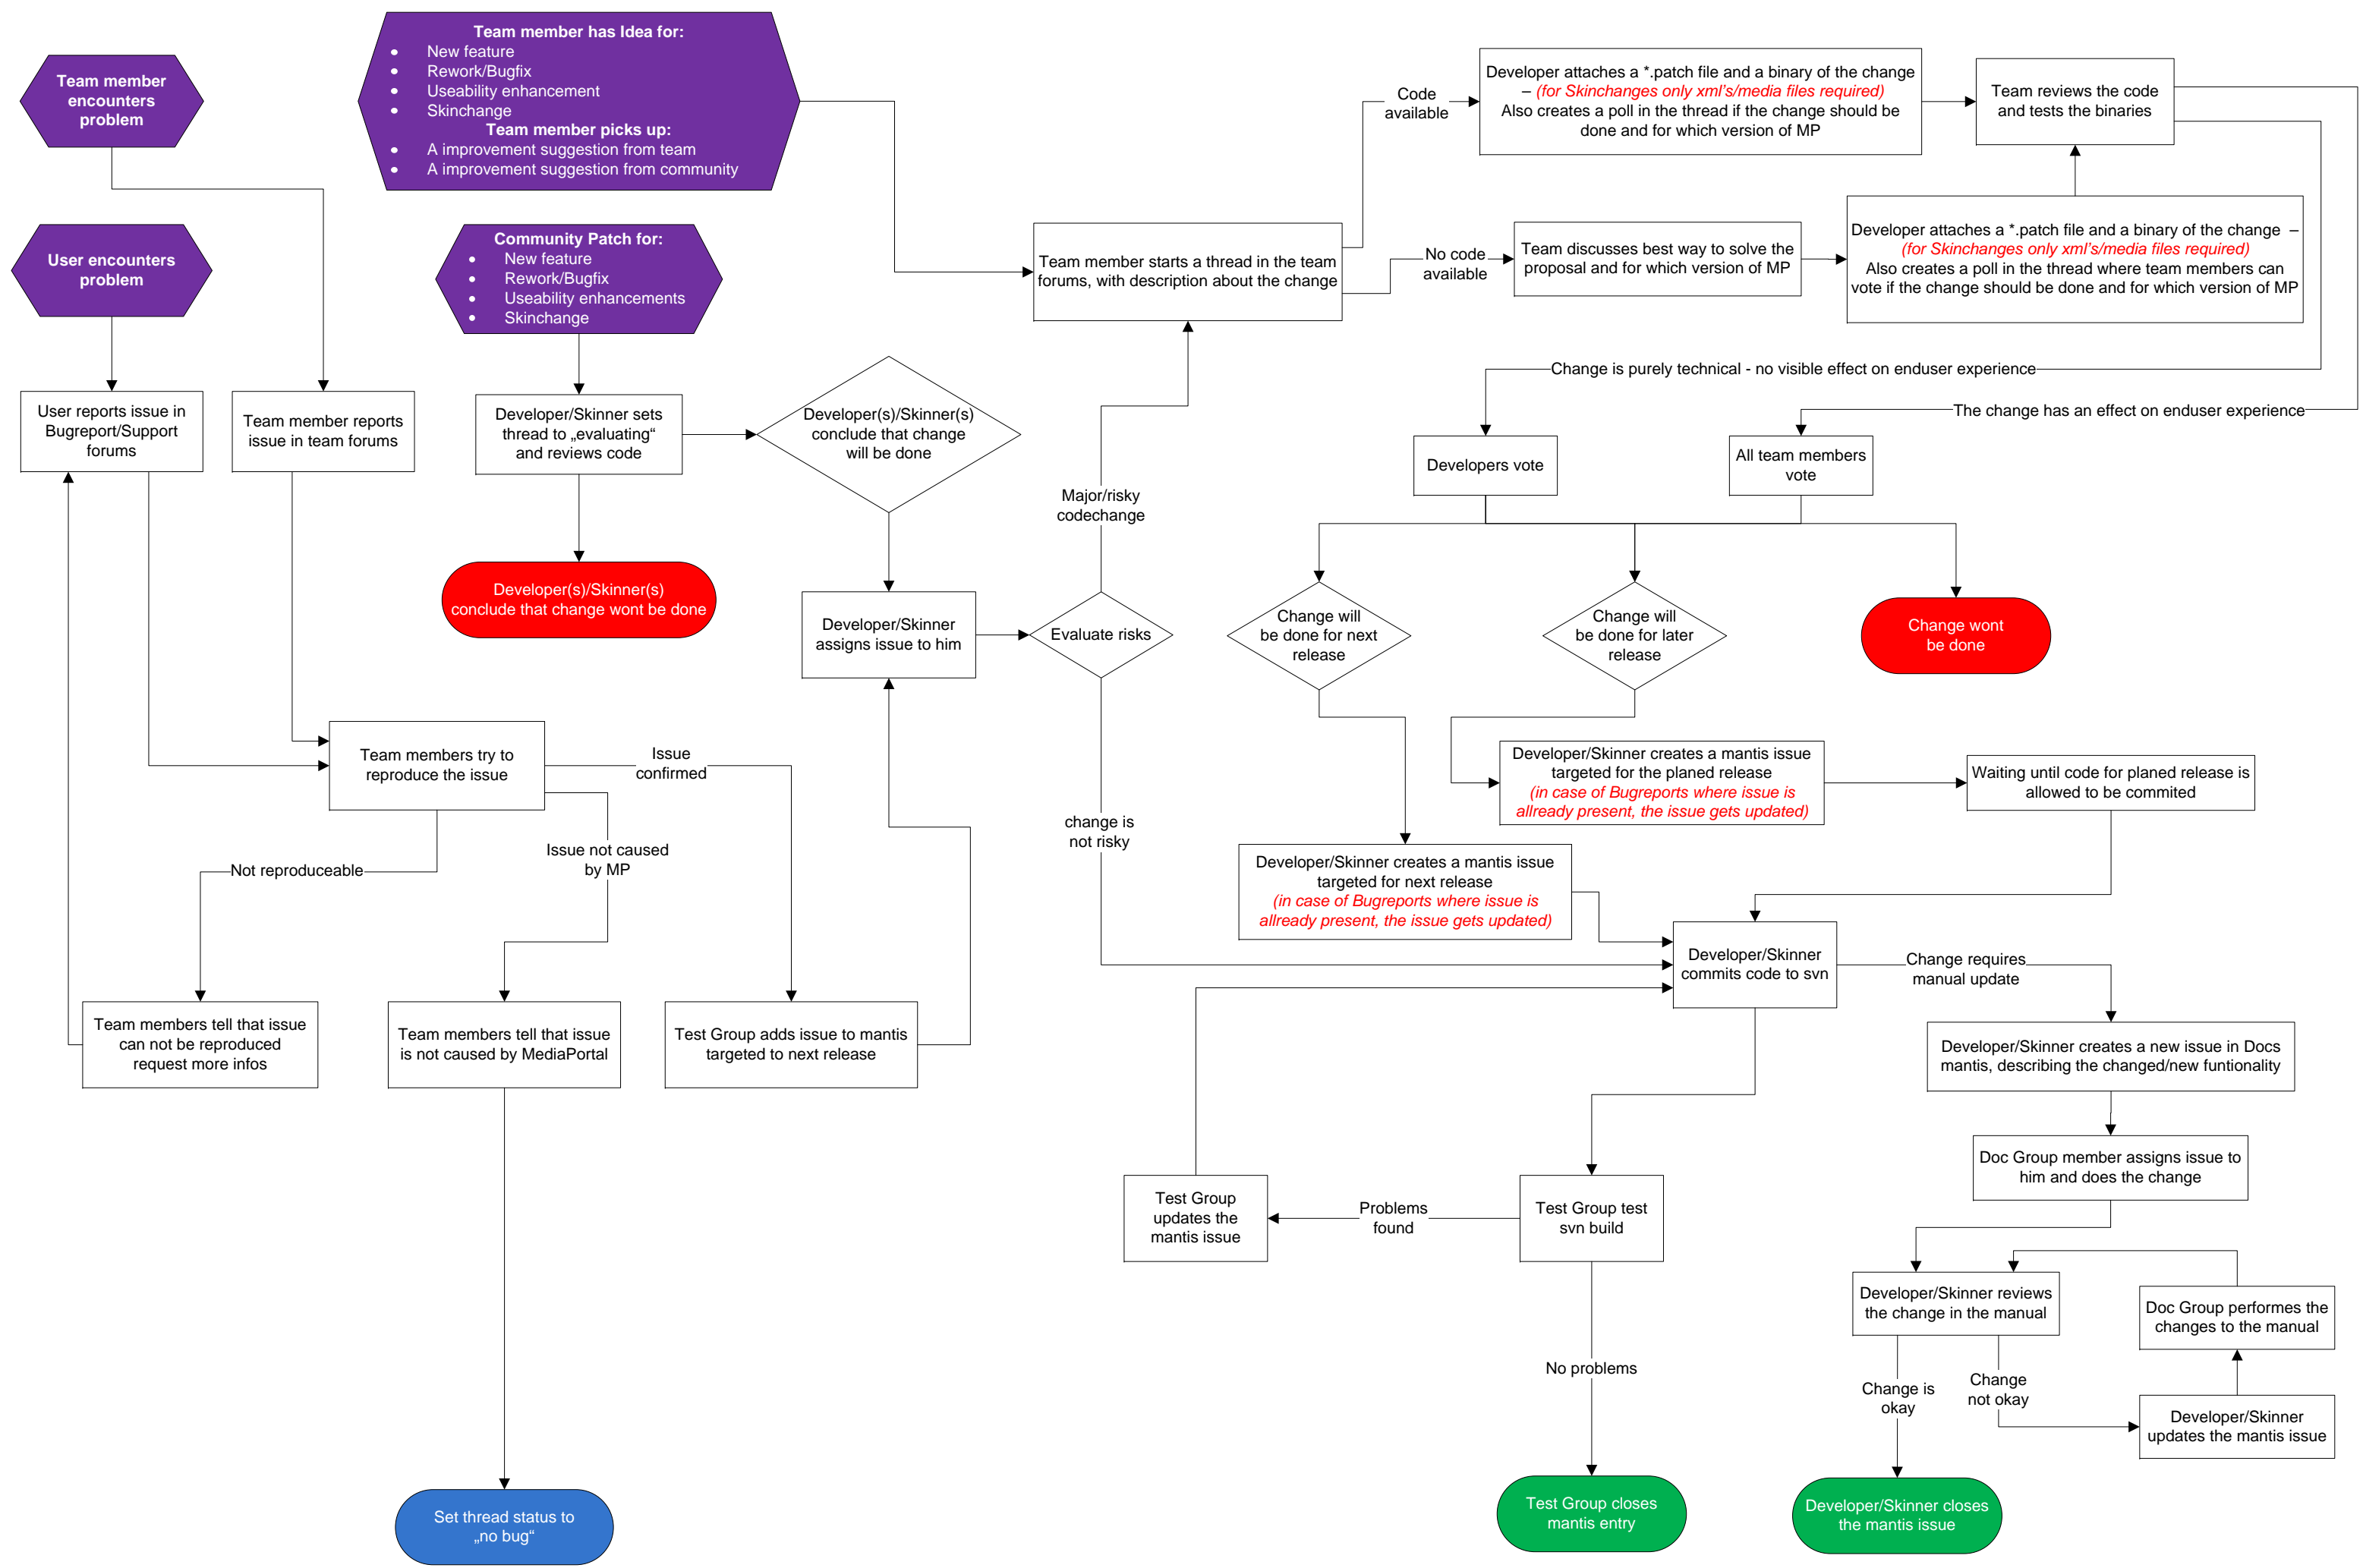 Team member
encounters
problem
Team member has Idea for:
• New feature
• Rework/Bugfix
• Useability enhancement
• Skinchange
Team member picks up:
• A improvement suggestion from team
• A improvement suggestion from community
Code
available
Developer attaches a *.patch file and a binary of the change
– (for Skinchanges only xml's/media files required)
Also creates a poll in the thread if the change should be
done and for which version of MP
Team reviews the code
and tests the binaries
User encounters
problem
Community Patch for:
• New feature
• Rework/Bugfix
• Useability enhancements
• Skinchange
Team member starts a thread in the team
forums, with description about the change
No code
available
Team discusses best way to solve the
proposal and for which version of MP
Developer attaches a *.patch file and a binary of the change –
(for Skinchanges only xml's/media files required)
Also creates a poll in the thread where team members can
vote if the change should be done and for which version of MP
Change is purely technical - no visible effect on enduser experience
The change has an effect on enduser experience
User reports issue in
Bugreport/Support
forums
Team member reports
issue in team forums
Developer/Skinner sets
thread to „evaluating“
and reviews code
Developer(s)/Skinner(s)
conclude that change
will be done
Developers vote
All team members
vote
Major/risky
codechange
Developer(s)/Skinner(s)
conclude that change wont be done
Developer/Skinner
assigns issue to him
Evaluate risks
Change will
be done for next
release
Change will
be done for later
release
Change wont
be done
Team members try to
reproduce the issue
Issue
confirmed
Developer/Skinner creates a mantis issue
targeted for the planed release
(in case of Bugreports where issue is
allready present, the issue gets updated)
Waiting until code for planed release is
allowed to be commited
change is
not risky
Not reproduceable
Issue not caused
by MP
Developer/Skinner creates a mantis issue
targeted for next release
(in case of Bugreports where issue is
allready present, the issue gets updated)
Developer/Skinner
commits code to svn
Change requires
manual update
Team members tell that issue
can not be reproduced
request more infos
Team members tell that issue
is not caused by MediaPortal
Test Group adds issue to mantis
targeted to next release
Developer/Skinner creates a new issue in Docs
mantis, describing the changed/new funtionality
Doc Group member assigns issue to
him and does the change
Test Group
updates the
mantis issue
Problems
found
Test Group test
svn build
Developer/Skinner reviews
the change in the manual
Doc Group performes the
changes to the manual
No problems
Change is
okay
Change
not okay
Developer/Skinner
updates the mantis issue
Set thread status to
„no bug“
Test Group closes
mantis entry
Developer/Skinner closes
the mantis issue